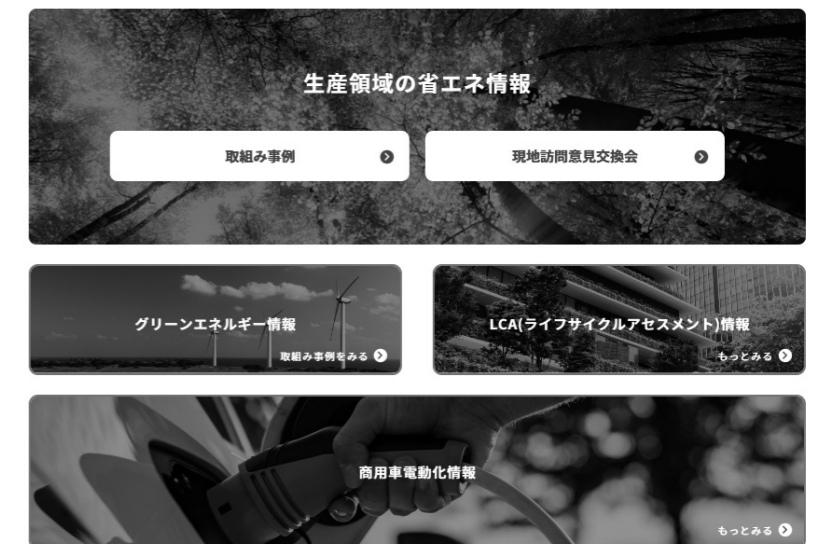 生産領域の省エネ情報
取組み事例
現地訪問意見交換会
グリーンエネルギー情報
取組み事例をみる
LCA(ライフサイクルアセスメント)情報
もっとみる
商用車電動化情報
もっとみる